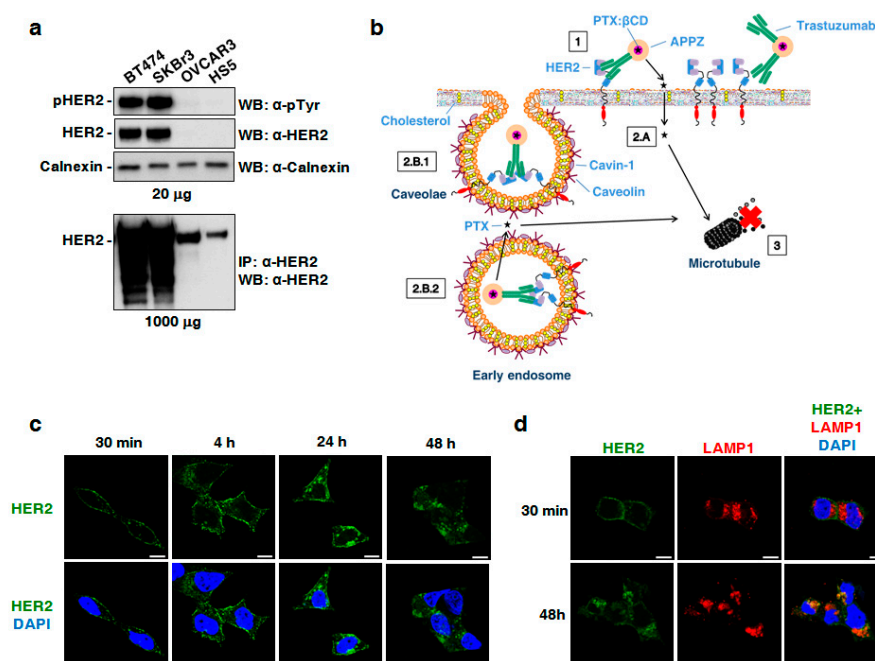 a
BT474
SKBr3
OVCAR3
HS5
pHER2 -
WB: α-pTyr
HER2 -
WB: α-HER2
Calnexin -
WB: α-Calnexin
20 μg
HER2 -
IP: α-HER2
WB: α-HER2
1000 μg
b
PTX:βCD
Trastuzumab
1
APPZ
HER2
Cholesterol
2.A
2.B.1
Cavin-1
Caveolae
Caveolin
PTX
3
Microtubule
2.B.2
Early endosome
c
30 min
4 h
24 h
48 h
HER2
HER2
DAPI
d
HER2
LAMP1
HER2+
LAMP1
DAPI
30 min
48h